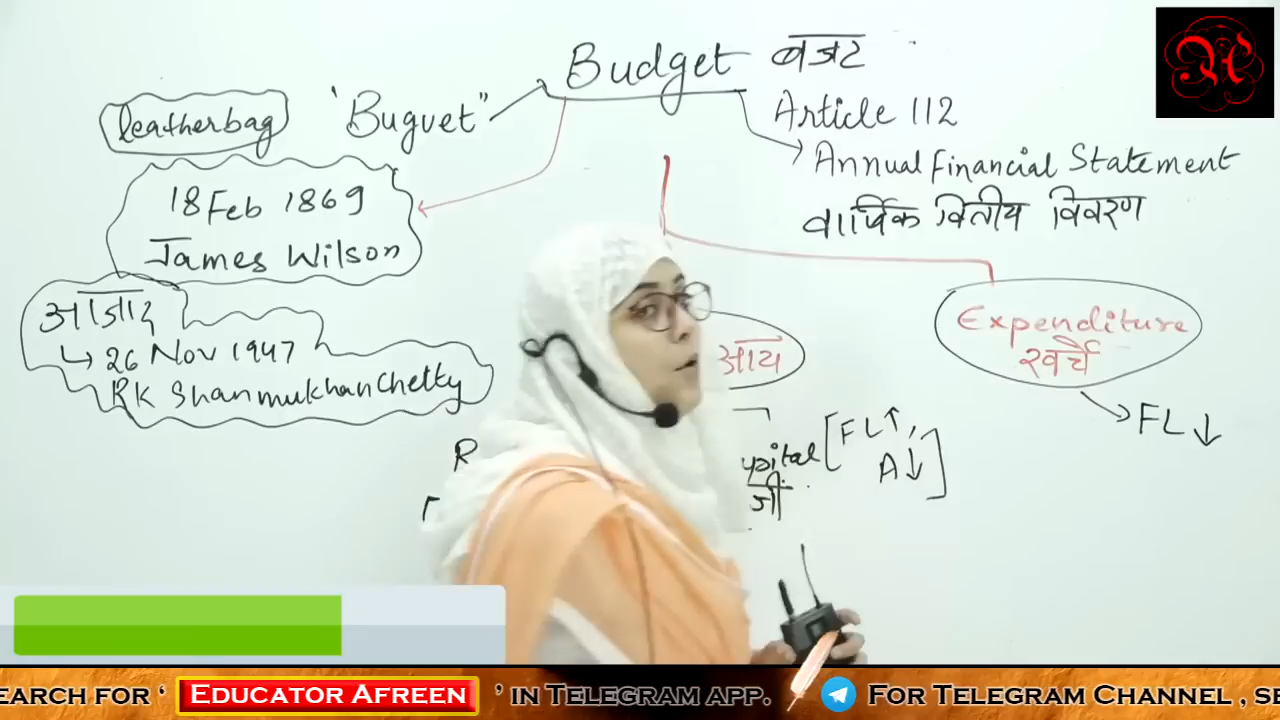 Budget बजट
leatherbag
'Buguet"
Article 112
Annual Financial Statement
वार्षिक वित्तीय विवरण
18 Feb 1869
James Wilson
आजाद
26 Nov 1947
RK Shanmukhan Chetty
आय
Expenditure
खर्च
FL↓
[FL↑,
A↓]
R
EARCH FOR ‘ EDUCATOR AFREEN ’ IN TELEGRAM APP.
FOR TELEGRAM CHANNEL , SE